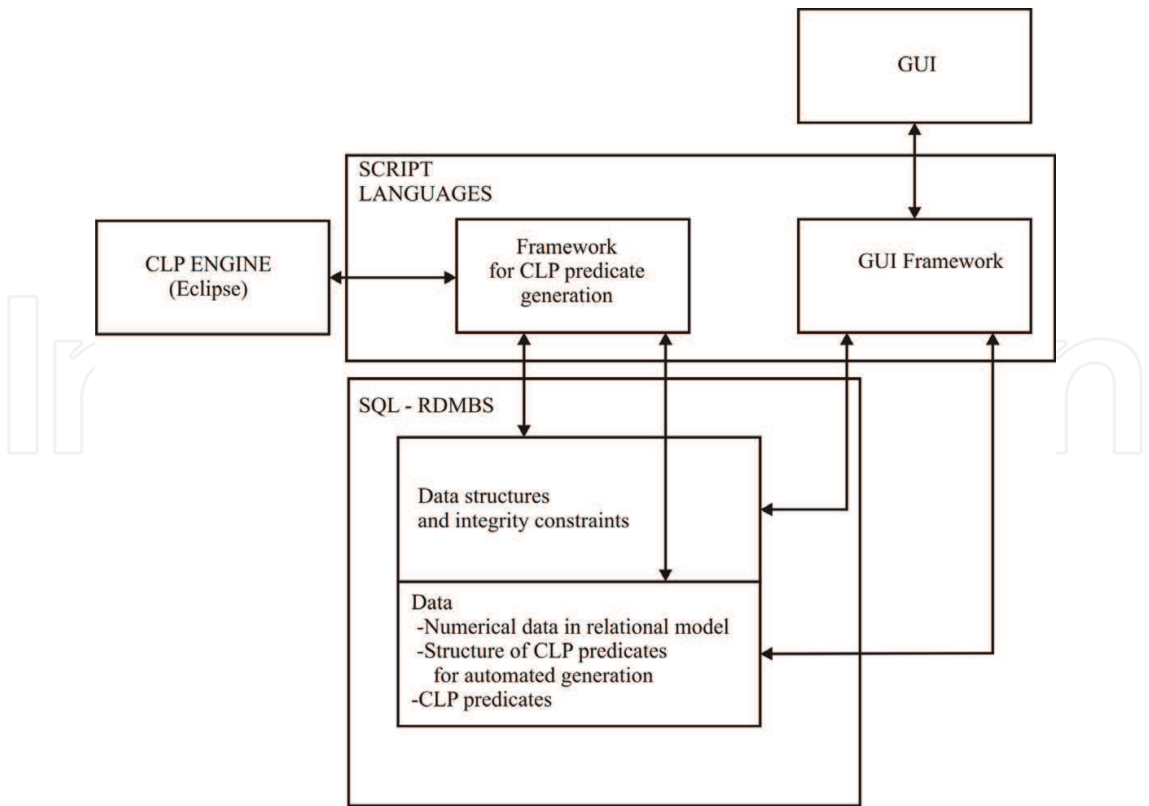 GUI
SCRIPT
LANGUAGES
CLP ENGINE
(Eclipse)
Framework
for CLP predicate
generation
GUI Framework
SQL - RDMBS
Data structures
and integrity constraints
Data
-Numerical data in relational model
-Structure of CLP predicates
for automated generation
-CLP predicates